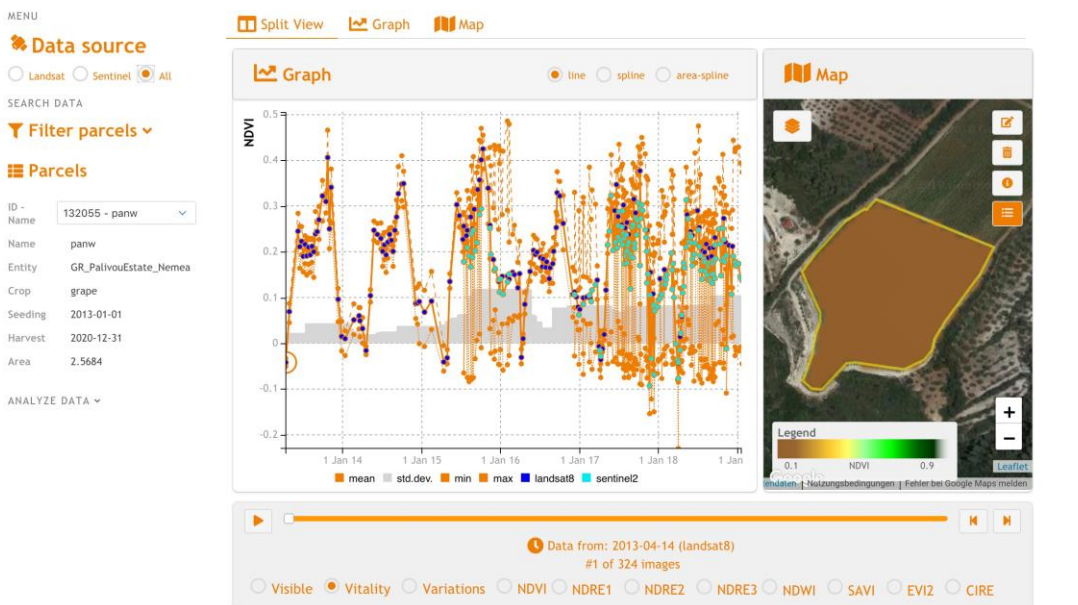 MENU
Data source
Landsat Sentinel All
SEARCH DATA
Filter parcels
Parcels
ID - Name 132055 - panw
Name panw
Entity GR_PalivouEstate_Nemea
Crop grape
Seeding 2013-01-01
Harvest 2020-12-31
Area 2.5684
ANALYZE DATA
Split View Graph Map
Graph
line spline area-spline
NDVI
0.5
0.4
0.3
0.2
0.1
0
-0.1
-0.2
1 Jan 14 1 Jan 15 1 Jan 16 1 Jan 17 1 Jan 18 1 Jan
mean std.dev. min max landsat8 sentinel2
Map
+
−
Legend
0.1 NDVI 0.9
Google
Leaflet
endaten Nutzungsbedingungen Fehler bei Google Maps melden
Data from: 2013-04-14 (landsat8)
#1 of 324 images
Visible Vitality Variations NDVI NDRE1 NDRE2 NDRE3 NDWI SAVI EVI2 CIRE